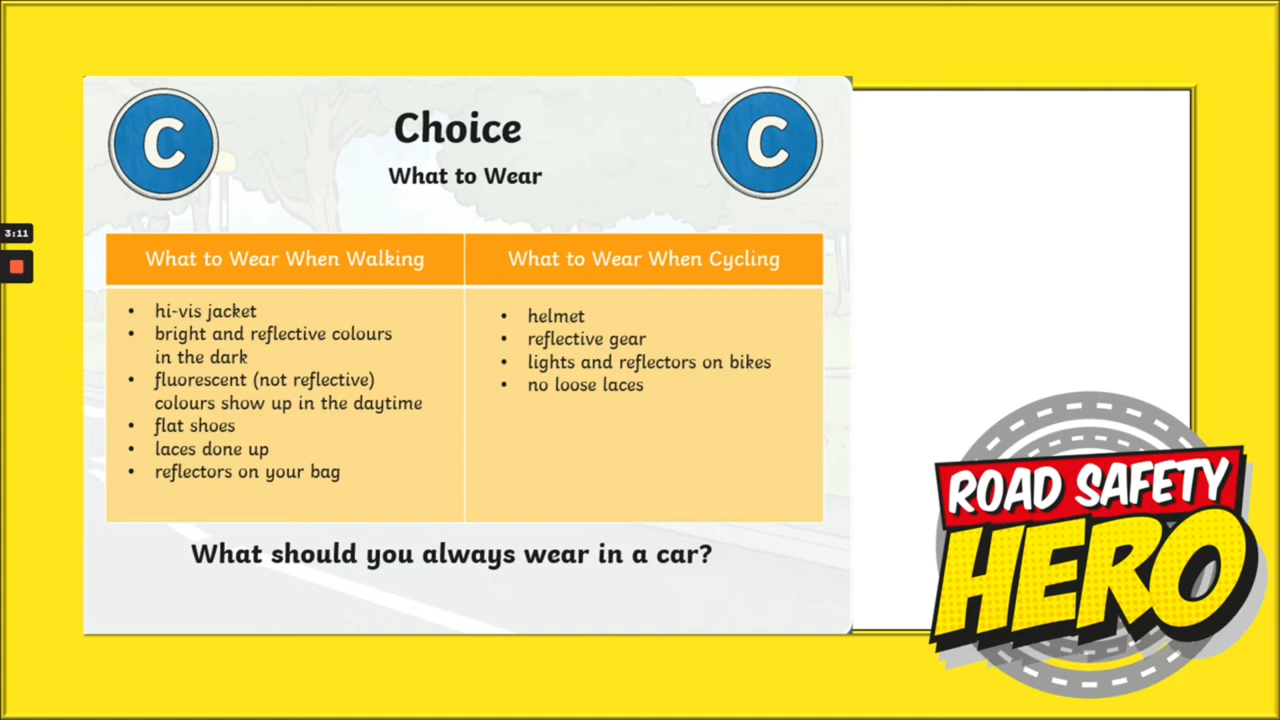 C
Choice
C
What to Wear
3:11
What to Wear When Walking
What to Wear When Cycling
• hi-vis jacket
• bright and reflective colours
in the dark
• fluorescent (not reflective)
colours show up in the daytime
• flat shoes
• laces done up
• reflectors on your bag
• helmet
• reflective gear
• lights and reflectors on bikes
• no loose laces
What should you always wear in a car?
ROAD SAFETY
HERO